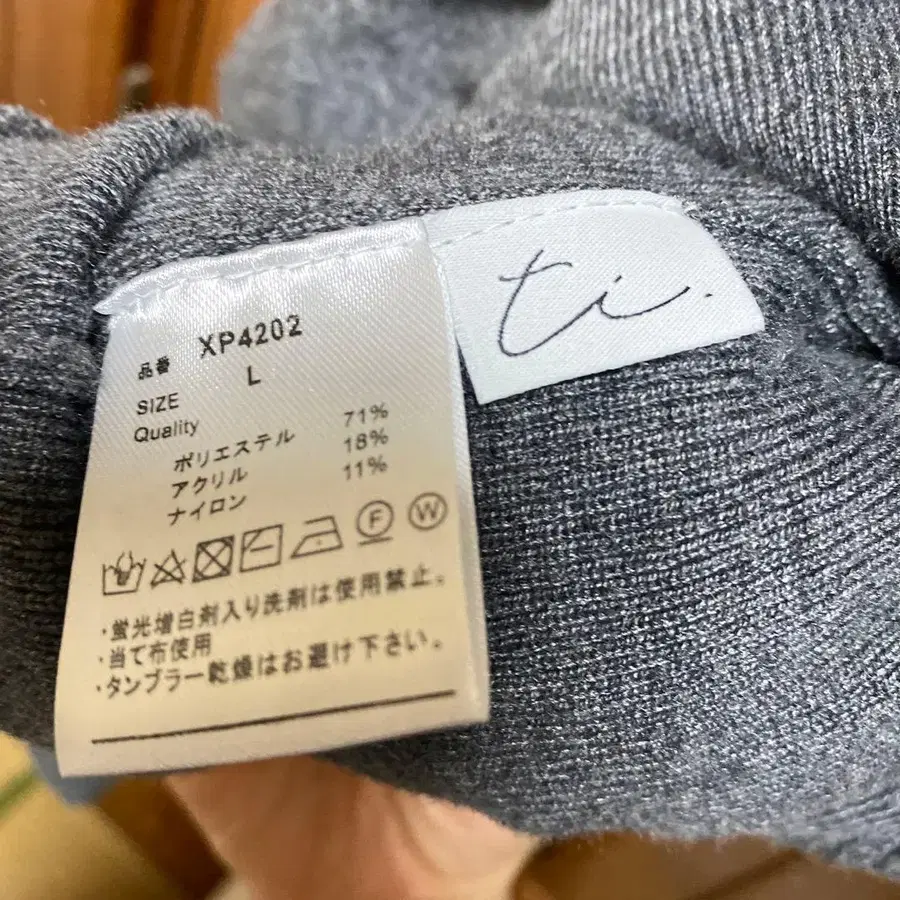 ti.
品番 XP4202
SIZE L
Quality
ポリエステル 71%
アクリル 18%
ナイロン 11%
F W
・蛍光増白剤入り洗剤は使用禁止。
・当て布使用
・タンブラー乾燥はお避け下さい。